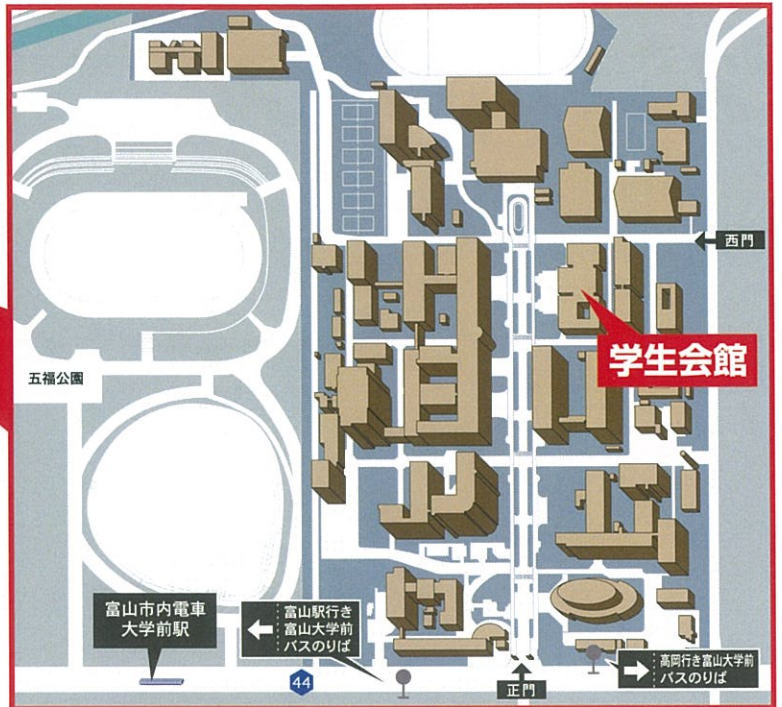 西門
学生会館
五福公園
富山市内電車
大学前駅
富山駅行き
富山大学前
バスのりば
44
正門
高岡行き富山大学前
バスのりば